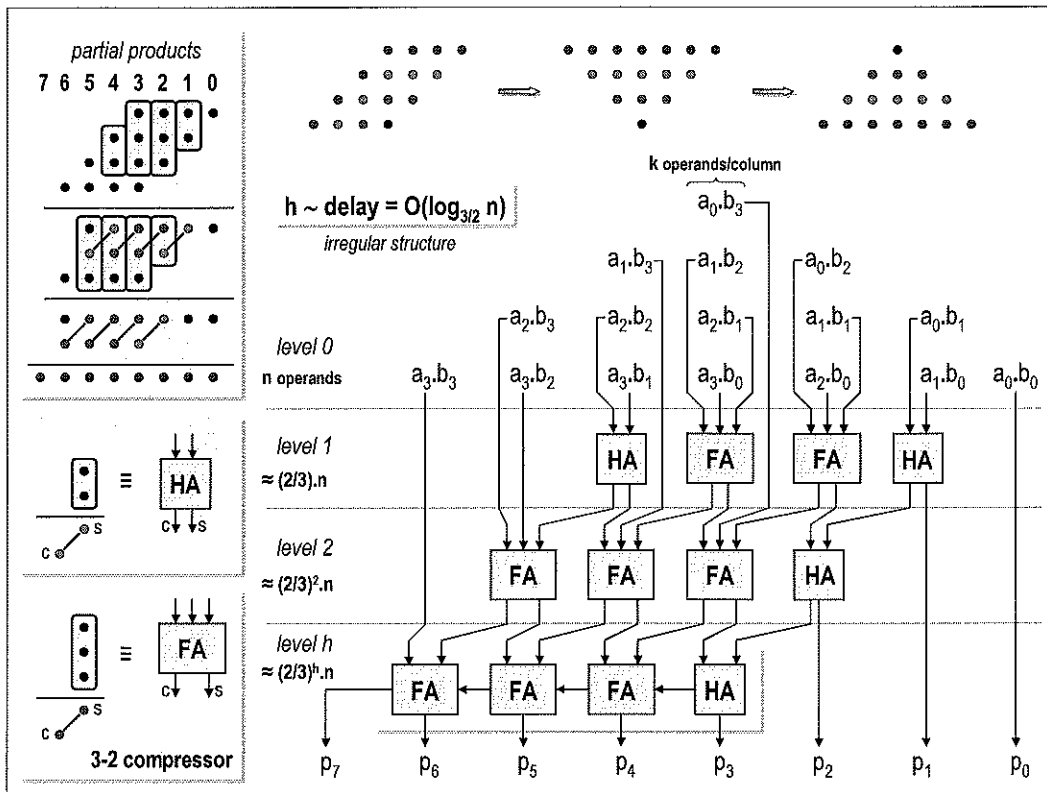 partial products
7 6 5 4 3 2 1 0
k operands/column
h ~ delay = O(log3/2 n)
irregular structure
a0.b3
a1.b3 a1.b2 a0.b2
a2.b3 a2.b2 a2.b1 a1.b1 a0.b1
level 0
n operands
a3.b3 a3.b2 a3.b1 a3.b0 a2.b0 a1.b0 a0.b0
level 1
≈ (2/3).n
HA FA FA HA
≡ HA
C S
C S
level 2
≈ (2/3)².n
FA FA FA HA
level h
≈ (2/3)ʰ.n
FA FA FA HA
≡ FA
C S
C S
3-2 compressor
p7 p6 p5 p4 p3 p2 p1 p0